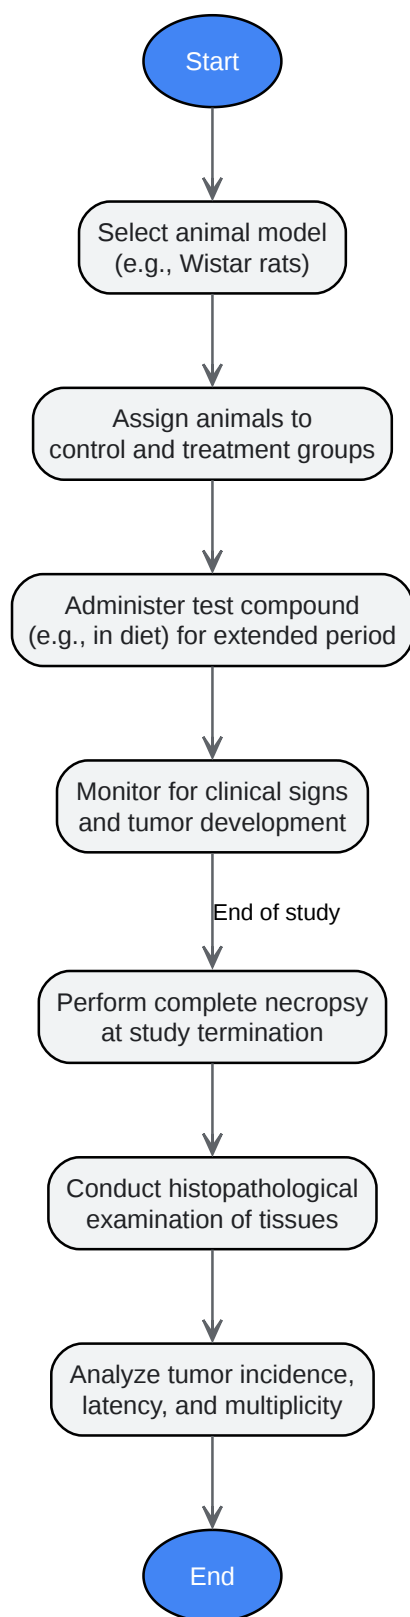 Start
Select animal model
(e.g., Wistar rats)
Assign animals to
control and treatment groups
Administer test compound
(e.g., in diet) for extended period
Monitor for clinical signs
and tumor development
End of study
Perform complete necropsy
at study termination
Conduct histopathological
examination of tissues
Analyze tumor incidence,
latency, and multiplicity
End